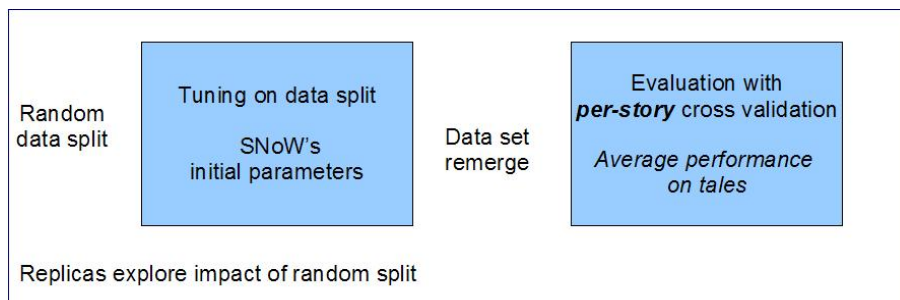 Random
data split
Tuning on data split
SNoW's
initial parameters
Data set
remerge
Evaluation with
per-story cross validation
Average performance
on tales
Replicas explore impact of random split